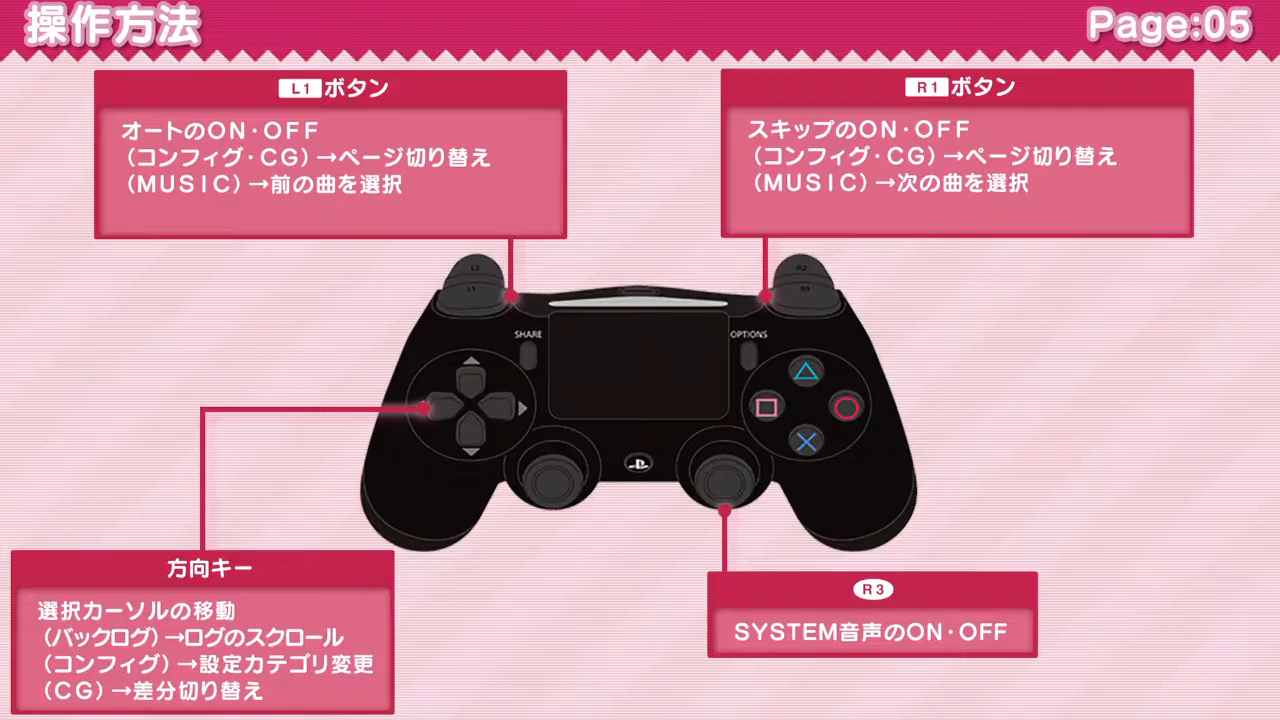 操作方法
Page:05
L1ボタン
オートのON・OFF
（コンフィグ・CG）→ページ切り替え
（MUSIC）→前の曲を選択
R1ボタン
スキップのON・OFF
（コンフィグ・CG）→ページ切り替え
（MUSIC）→次の曲を選択
L2
L1
R2
R1
SHARE
OPTIONS
方向キー
選択カーソルの移動
（バックログ）→ログのスクロール
（コンフィグ）→設定カテゴリ変更
（CG）→差分切り替え
R3
SYSTEM音声のON・OFF